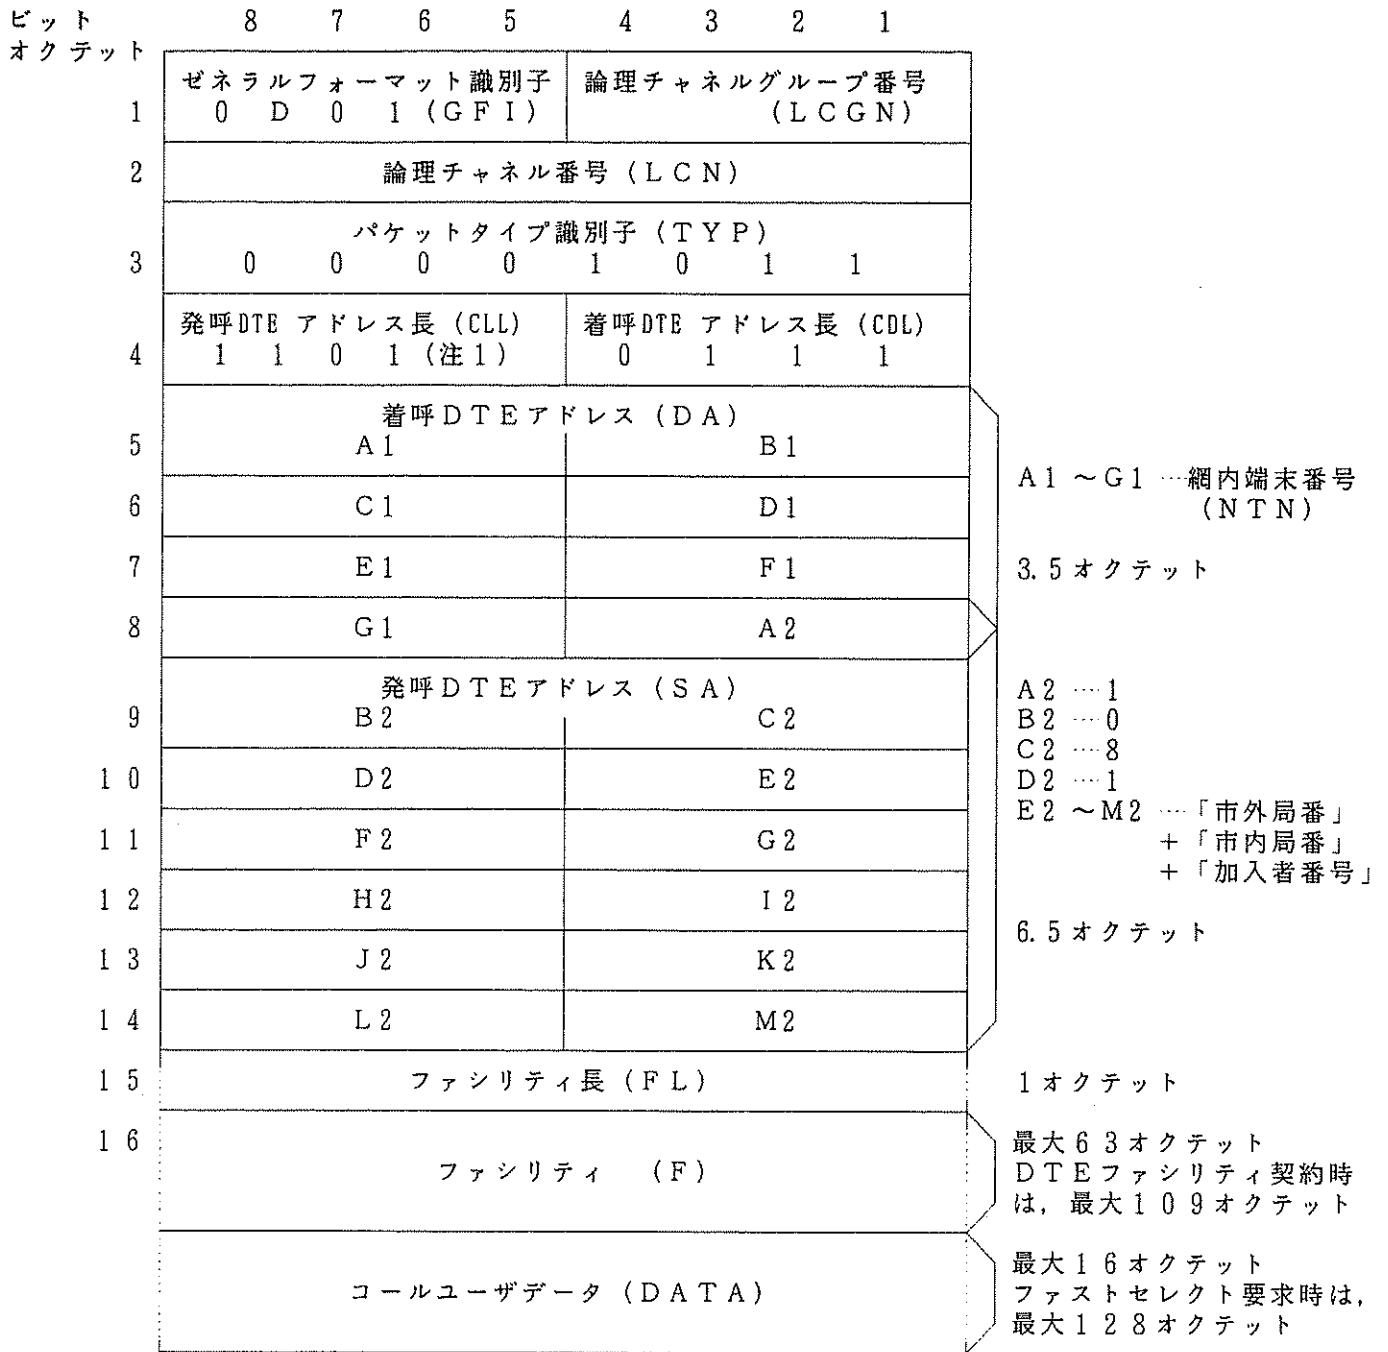 ビット 8 7 6 5 4 3 2 1
オクテット
ゼネラルフォーマット識別子 論理チャネルグループ番号
1 0 D 0 1 (GFI) (LCGN)
2 論理チャネル番号 (LCN)
パケットタイプ識別子 (TYP)
3 0 0 0 0 1 0 1 1
発呼DTE アドレス長 (CLL) 着呼DTE アドレス長 (CDL)
4 1 1 0 1 (注1) 0 1 1 1
着呼DTEアドレス (DA)
5 A1 B1
A1 ~G1 …網内端末番号
6 C1 D1
(NTN)
7 E1 F1 3.5オクテット
8 G1 A2
発呼DTEアドレス (SA)
A2 …1
9 B2 C2
B2 …0
C2 …8
10 D2 E2
D2 …1
E2 ~M2 …「市外局番」
11 F2 G2
+「市内局番」
+「加入者番号」
12 H2 I2
6.5オクテット
13 J2 K2
14 L2 M2
15 ファシリティ長 (FL) 1オクテット
16
最大63オクテット
ファシリティ (F)
DTEファシリティ契約時
は, 最大109オクテット
最大16オクテット
コールユーザデータ (DATA)
ファストセレクト要求時は,
最大128オクテット